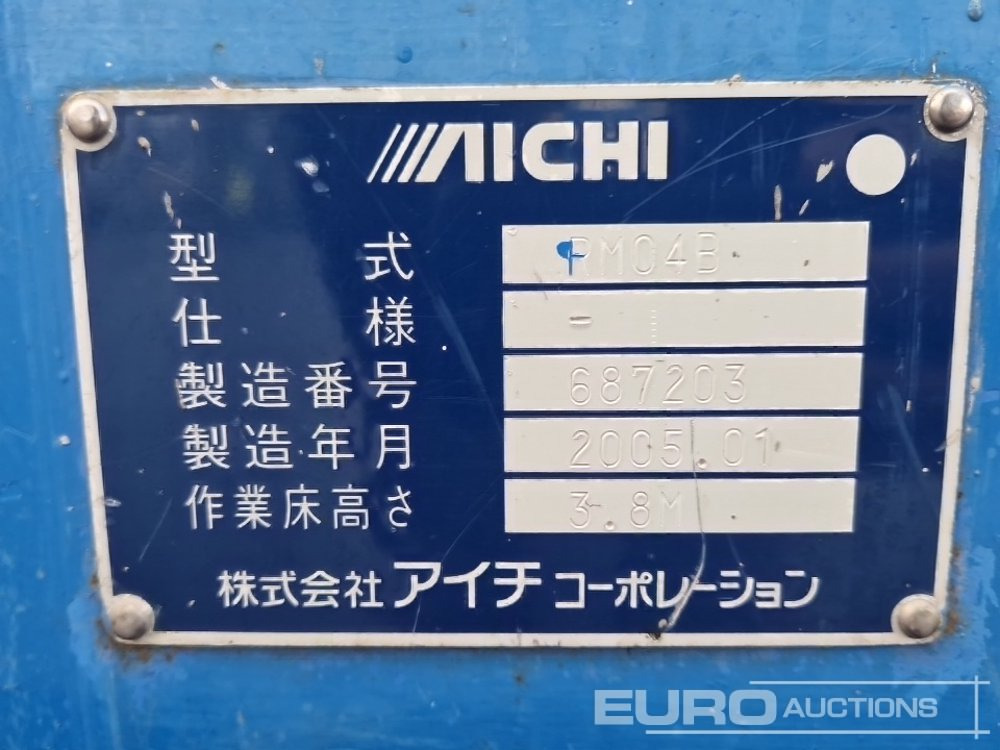 AICHI
型式 RM04B
仕様 -
製造番号 687203
製造年月 2005.01
作業床高さ 3.8M
株式会社 アイチ コーポレーション
EURO AUCTIONS